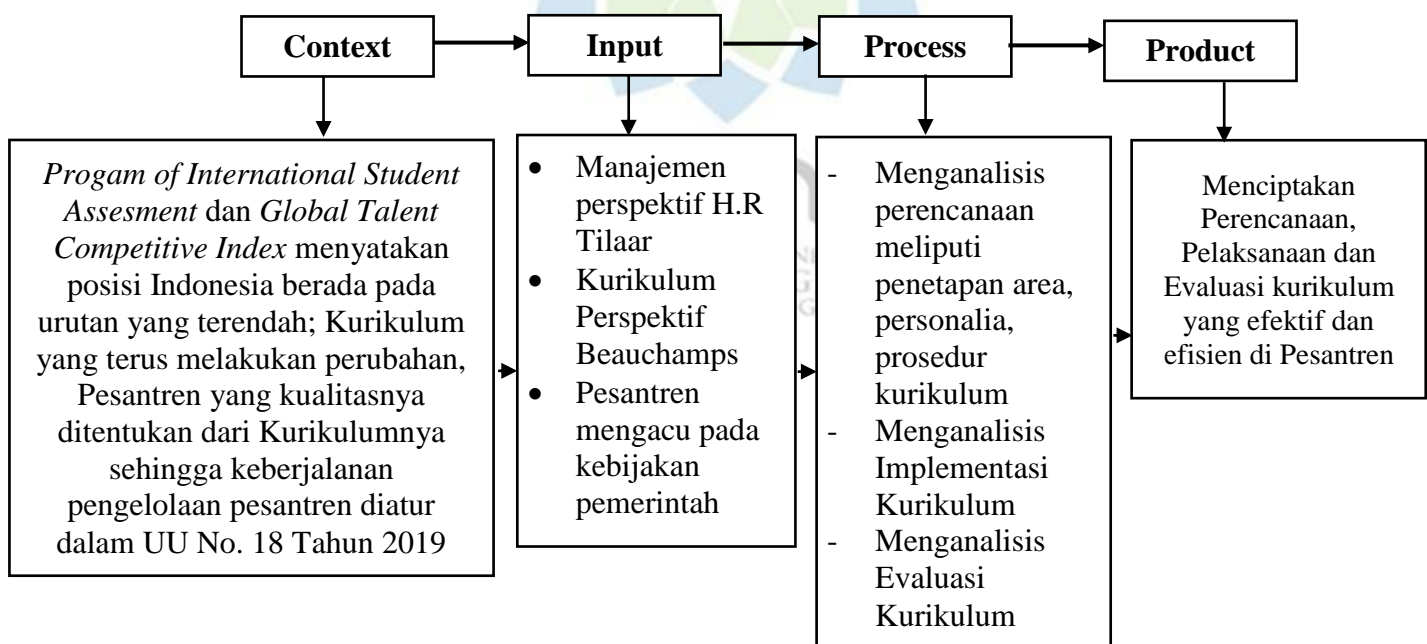 Context
Input
Process
Product
Progam of International Student
Assesment dan Global Talent
Competitive Index menyatakan
posisi Indonesia berada pada
urutan yang terendah; Kurikulum
yang terus melakukan perubahan,
Pesantren yang kualitasnya
ditentukan dari Kurikulumnya
sehingga keberjalanan
pengelolaan pesantren diatur
dalam UU No. 18 Tahun 2019
• Manajemen
perspektif H.R
Tilaar
• Kurikulum
Perspektif
Beauchamps
• Pesantren
mengacu pada
kebijakan
pemerintah
- Menganalisis
perencanaan
meliputi
penetapan area,
personalia,
prosedur
kurikulum
- Menganalisis
Implementasi
Kurikulum
- Menganalisis
Evaluasi
Kurikulum
Menciptakan
Perencanaan,
Pelaksanaan dan
Evaluasi kurikulum
yang efektif dan
efisien di Pesantren